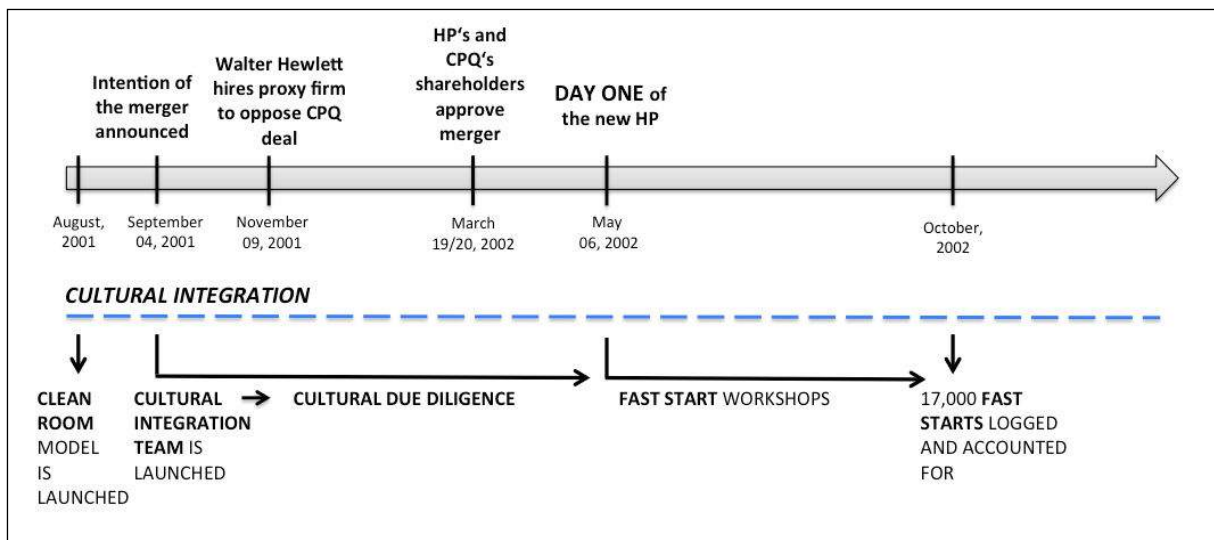 Intention of
the merger
announced
Walter Hewlett
hires proxy firm
to oppose CPQ
deal
HP‘s and
CPQ‘s
shareholders
approve
merger
DAY ONE of
the new HP
August,
2001
September
04, 2001
November
09, 2001
March
19/20, 2002
May
06, 2002
October,
2002
CULTURAL INTEGRATION
CLEAN
ROOM
MODEL
IS
LAUNCHED
CULTURAL
INTEGRATION
TEAM IS
LAUNCHED
CULTURAL DUE DILIGENCE
FAST START WORKSHOPS
17,000 FAST
STARTS LOGGED
AND ACCOUNTED
FOR